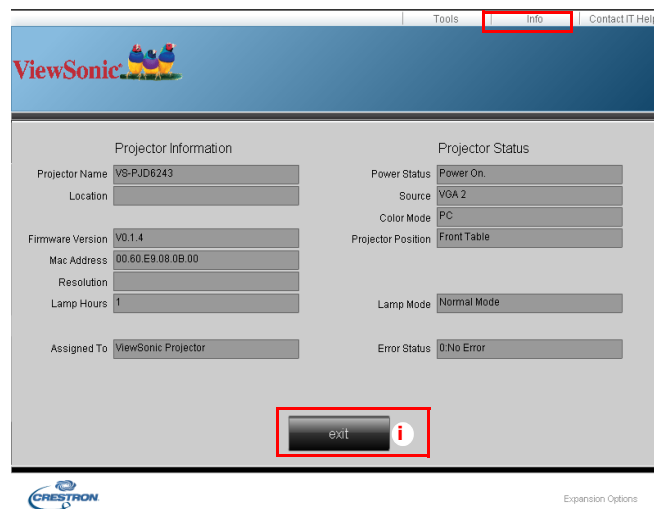 Tools Info Contact IT Help
ViewSonic
Projector Information
Projector Status
Projector Name VS-PJD6243
Location
Firmware Version V0.1.4
Mac Address 00.60.E9.08.0B.00
Resolution
Lamp Hours 1
Assigned To ViewSonic Projector
Power Status Power On.
Source VGA 2
Color Mode PC
Projector Position Front Table
Lamp Mode Normal Mode
Error Status 0:No Error
exit i
CRESTRON
Expansion Options